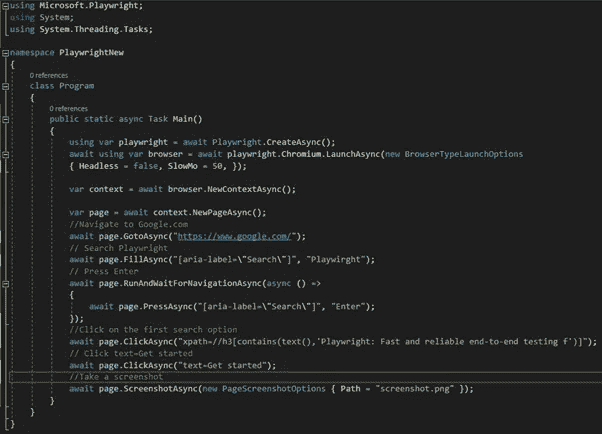 using Microsoft.Playwright;
using System;
using System.Threading.Tasks;
namespace PlaywrightNew
{
0 references
class Program
{
0 references
public static async Task Main()
{
using var playwright = await Playwright.CreateAsync();
await using var browser = await playwright.Chromium.LaunchAsync(new BrowserTypeLaunchOptions
{ Headless = false, SlowMo = 50, });
var context = await browser.NewContextAsync();
var page = await context.NewPageAsync();
//Navigate to Google.com
await page.GotoAsync("https://www.google.com/");
// Search Playwright
await page.FillAsync("[aria-label=\"Search\"]", "Playwirght");
// Press Enter
await page.RunAndWaitForNavigationAsync(async () =>
{
await page.PressAsync("[aria-label=\"Search\"]", "Enter");
});
//Click on the first search option
await page.ClickAsync("xpath=//h3[contains(text(),'Playwright: Fast and reliable end-to-end testing f')]");
// Click text=Get started
await page.ClickAsync("text=Get started");
//Take a screenshot
await page.ScreenshotAsync(new PageScreenshotOptions { Path = "screenshot.png" });
}
}
}